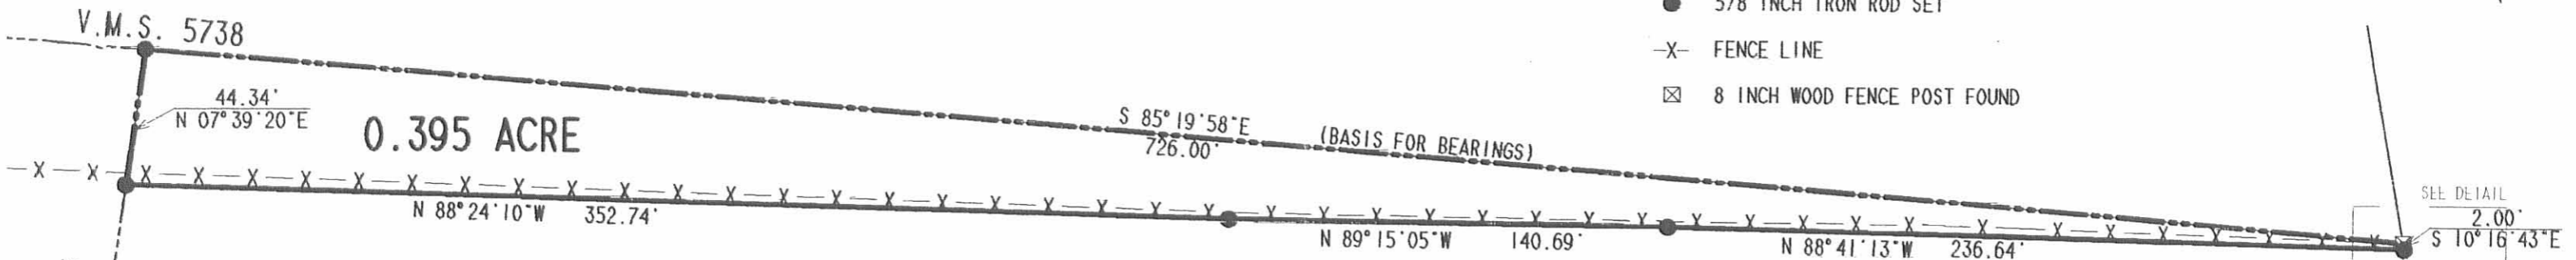 5/8 INCH IRON ROD SET
V.M.S. 5738
-X- FENCE LINE
8 INCH WOOD FENCE POST FOUND
44.34'
N 07°39'20"E
0.395 ACRE
S 85°19'58"E
726.00'
(BASIS FOR BEARINGS)
SEE DETAIL
2.00'
S 10°16'43"E
N 88°24'10"W 352.74'
N 89°15'05"W 140.69'
N 88°41'13"W 236.64'